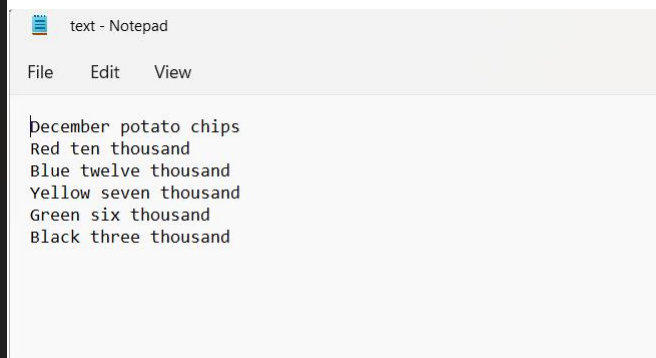 text - Notepad
File Edit View
December potato chips
Red ten thousand
Blue twelve thousand
Yellow seven thousand
Green six thousand
Black three thousand